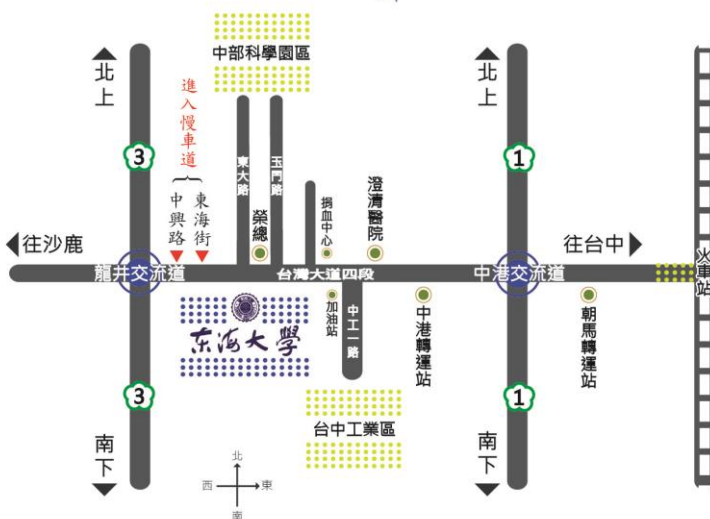 中部科學園區
北上
北上
進入慢車道
3
1
東大路
玉門路
中興路
東海街
榮總
捐血中心
澄清醫院
往沙鹿
往台中
火車站
龍井交流道
台灣大道四段
中港交流道
东海大學
加油站
中工一路
中港轉運站
朝馬轉運站
3
1
台中工業區
南下
南下
北
西
東
南